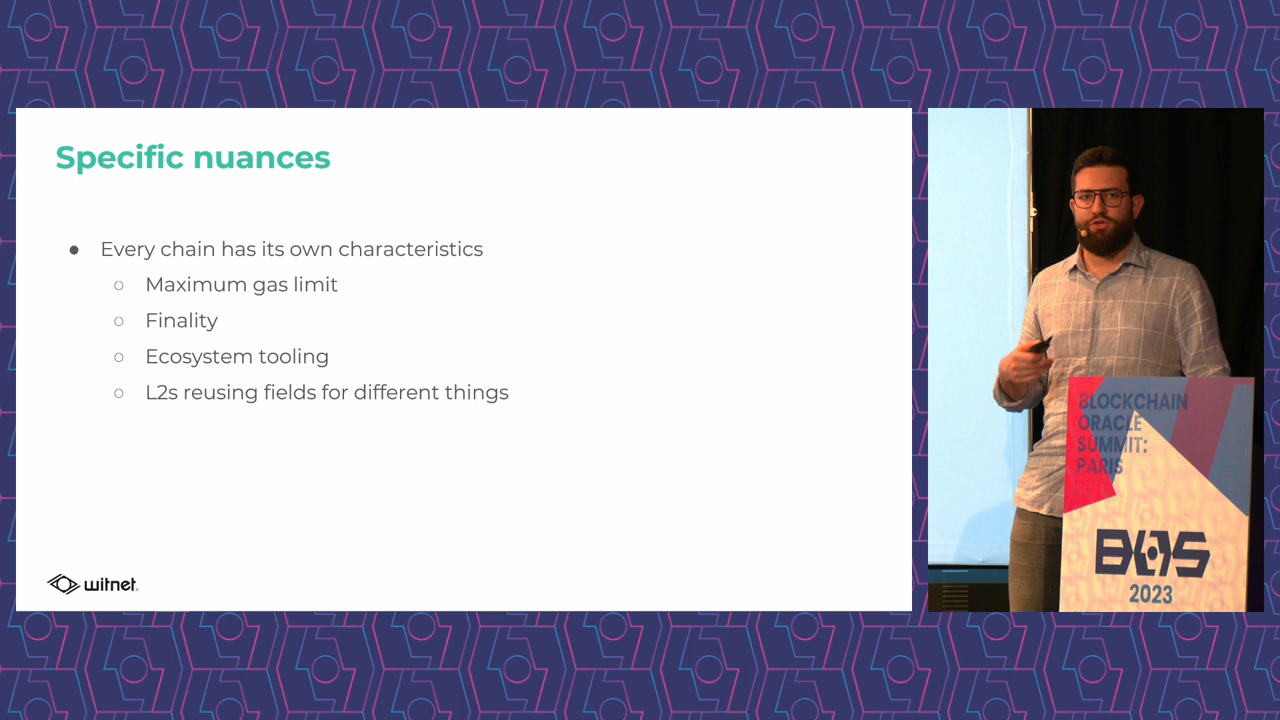 Specific nuances
● Every chain has its own characteristics
○ Maximum gas limit
○ Finality
○ Ecosystem tooling
○ L2s reusing fields for different things
witnet.
BLOCKCHAIN
ORACLE
SUMMIT:
PARIS
BOS
2023